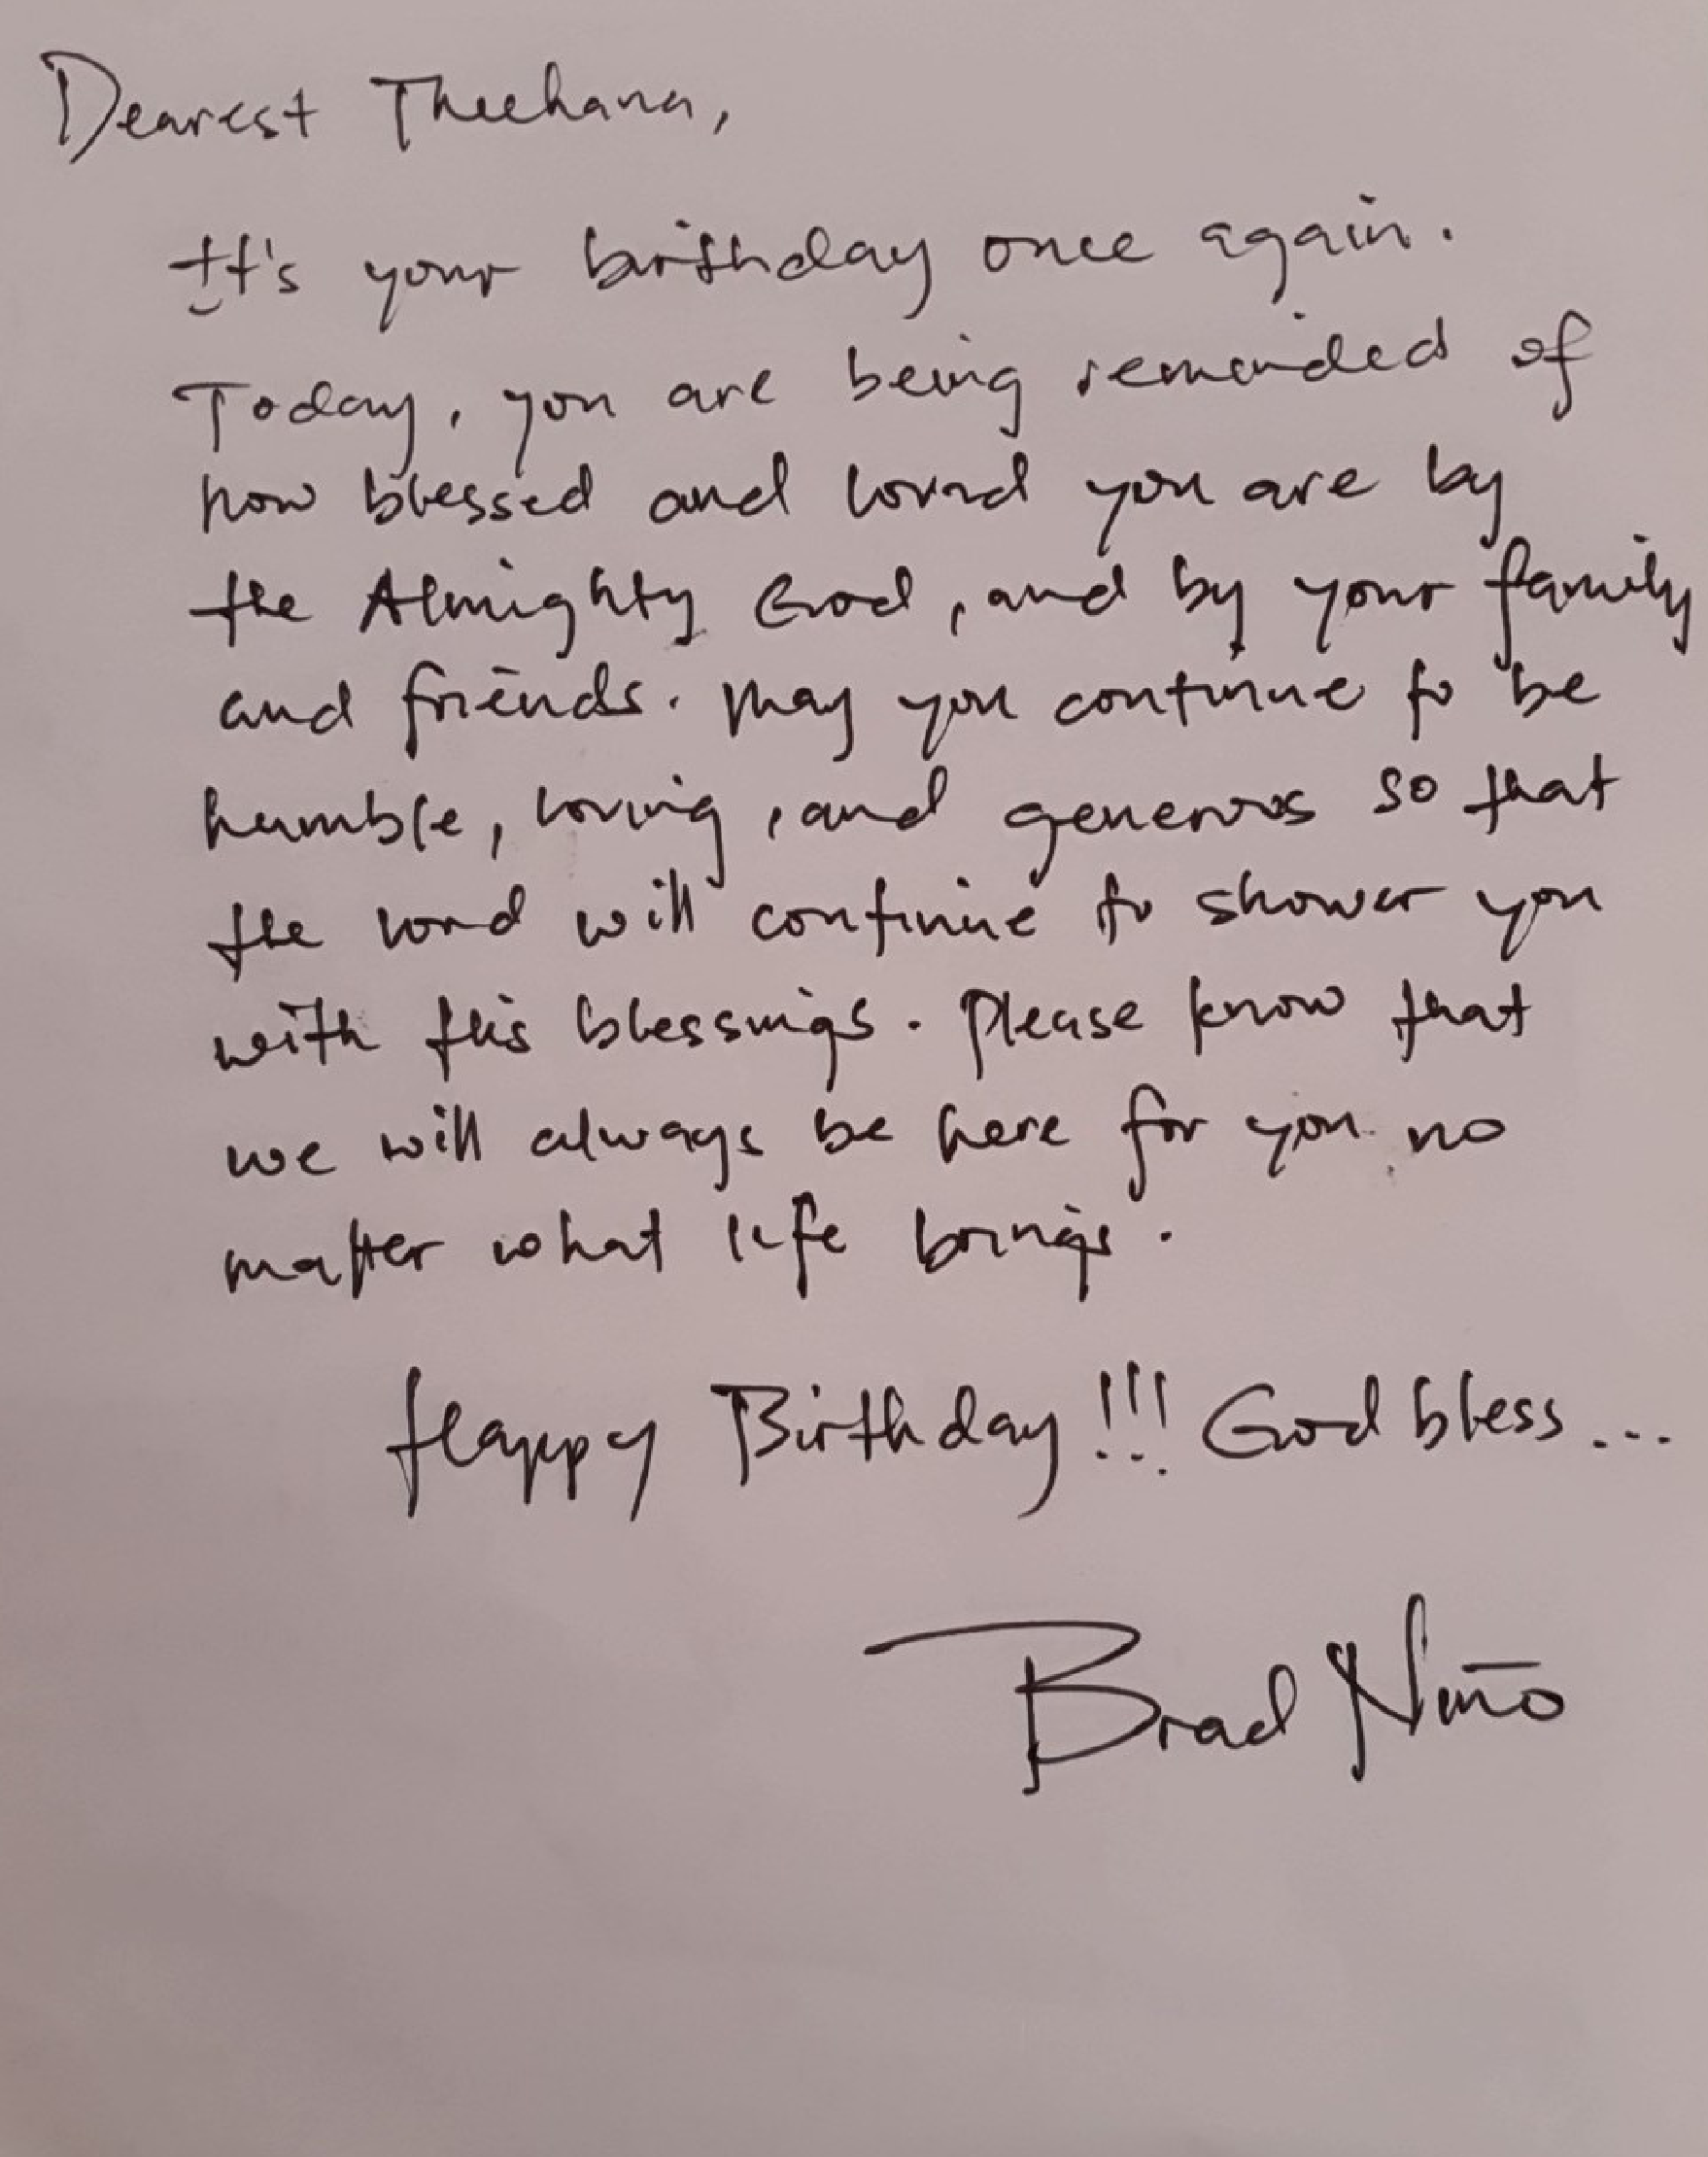 Dearest Theehana,
It's your birthday once again.
Today, you are being reminded of
how blessed and loved you are by
the Almighty God, and by your family
and friends. May you continue to be
humble, loving, and generous so that
the Lord will continue to shower you
with His blessings. Please know that
we will always be here for you no
matter what life brings.
Happy Birthday!!! God bless...
Brad Niño